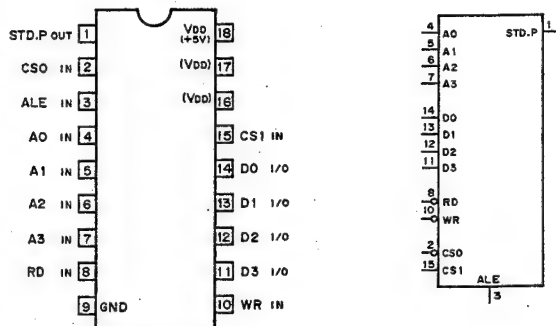 STD.P OUT 1
CSO IN 2
ALE IN 3
A0 IN 4
A1 IN 5
A2 IN 6
A3 IN 7
RD IN 8
9 GND
VDD 18
(+5V)
(VDD) 17
(VDD) 16
15 CS1 IN
14 D0 I/O
13 D1 I/O
12 D2 I/O
11 D3 I/O
10 WR IN
4 A0 STD.P 1
5 A1
6 A2
7 A3
14 D0
13 D1
12 D2
11 D3
8 RD
10 WR
2 CSO
15 CS1
ALE
3